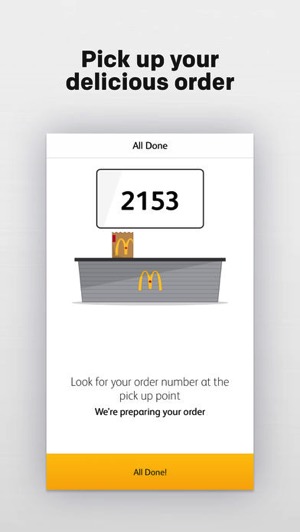 Pick up your
delicious order
All Done
2153
Look for your order number at the
pick up point
We're preparing your order
All Done!